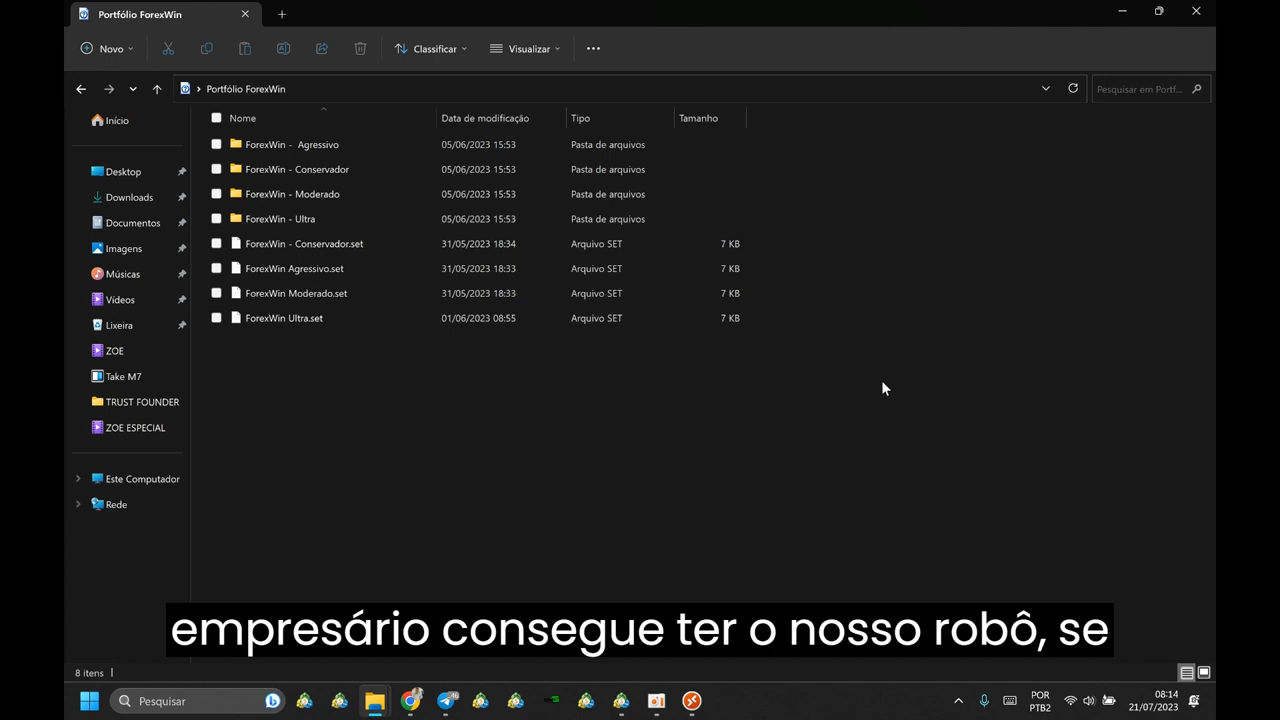 Portfólio ForexWin
Novo
Classificar
Visualizar
Portfólio ForexWin
Pesquisar em Portf...
Início
Desktop
Downloads
Documentos
Imagens
Músicas
Vídeos
Lixeira
ZOE
Take M7
TRUST FOUNDER
ZOE ESPECIAL
Este Computador
Rede
Nome Data de modificação Tipo Tamanho
ForexWin -  Agressivo 05/06/2023 15:53 Pasta de arquivos
ForexWin - Conservador 05/06/2023 15:53 Pasta de arquivos
ForexWin - Moderado 05/06/2023 15:53 Pasta de arquivos
ForexWin - Ultra 05/06/2023 15:53 Pasta de arquivos
ForexWin - Conservador.set 31/05/2023 18:34 Arquivo SET 7 KB
ForexWin Agressivo.set 31/05/2023 18:33 Arquivo SET 7 KB
ForexWin Moderado.set 31/05/2023 18:33 Arquivo SET 7 KB
ForexWin Ultra.set 01/06/2023 08:55 Arquivo SET 7 KB
empresário consegue ter o nosso robô, se
8 itens
Pesquisar
POR
PTB2
08:14
21/07/2023